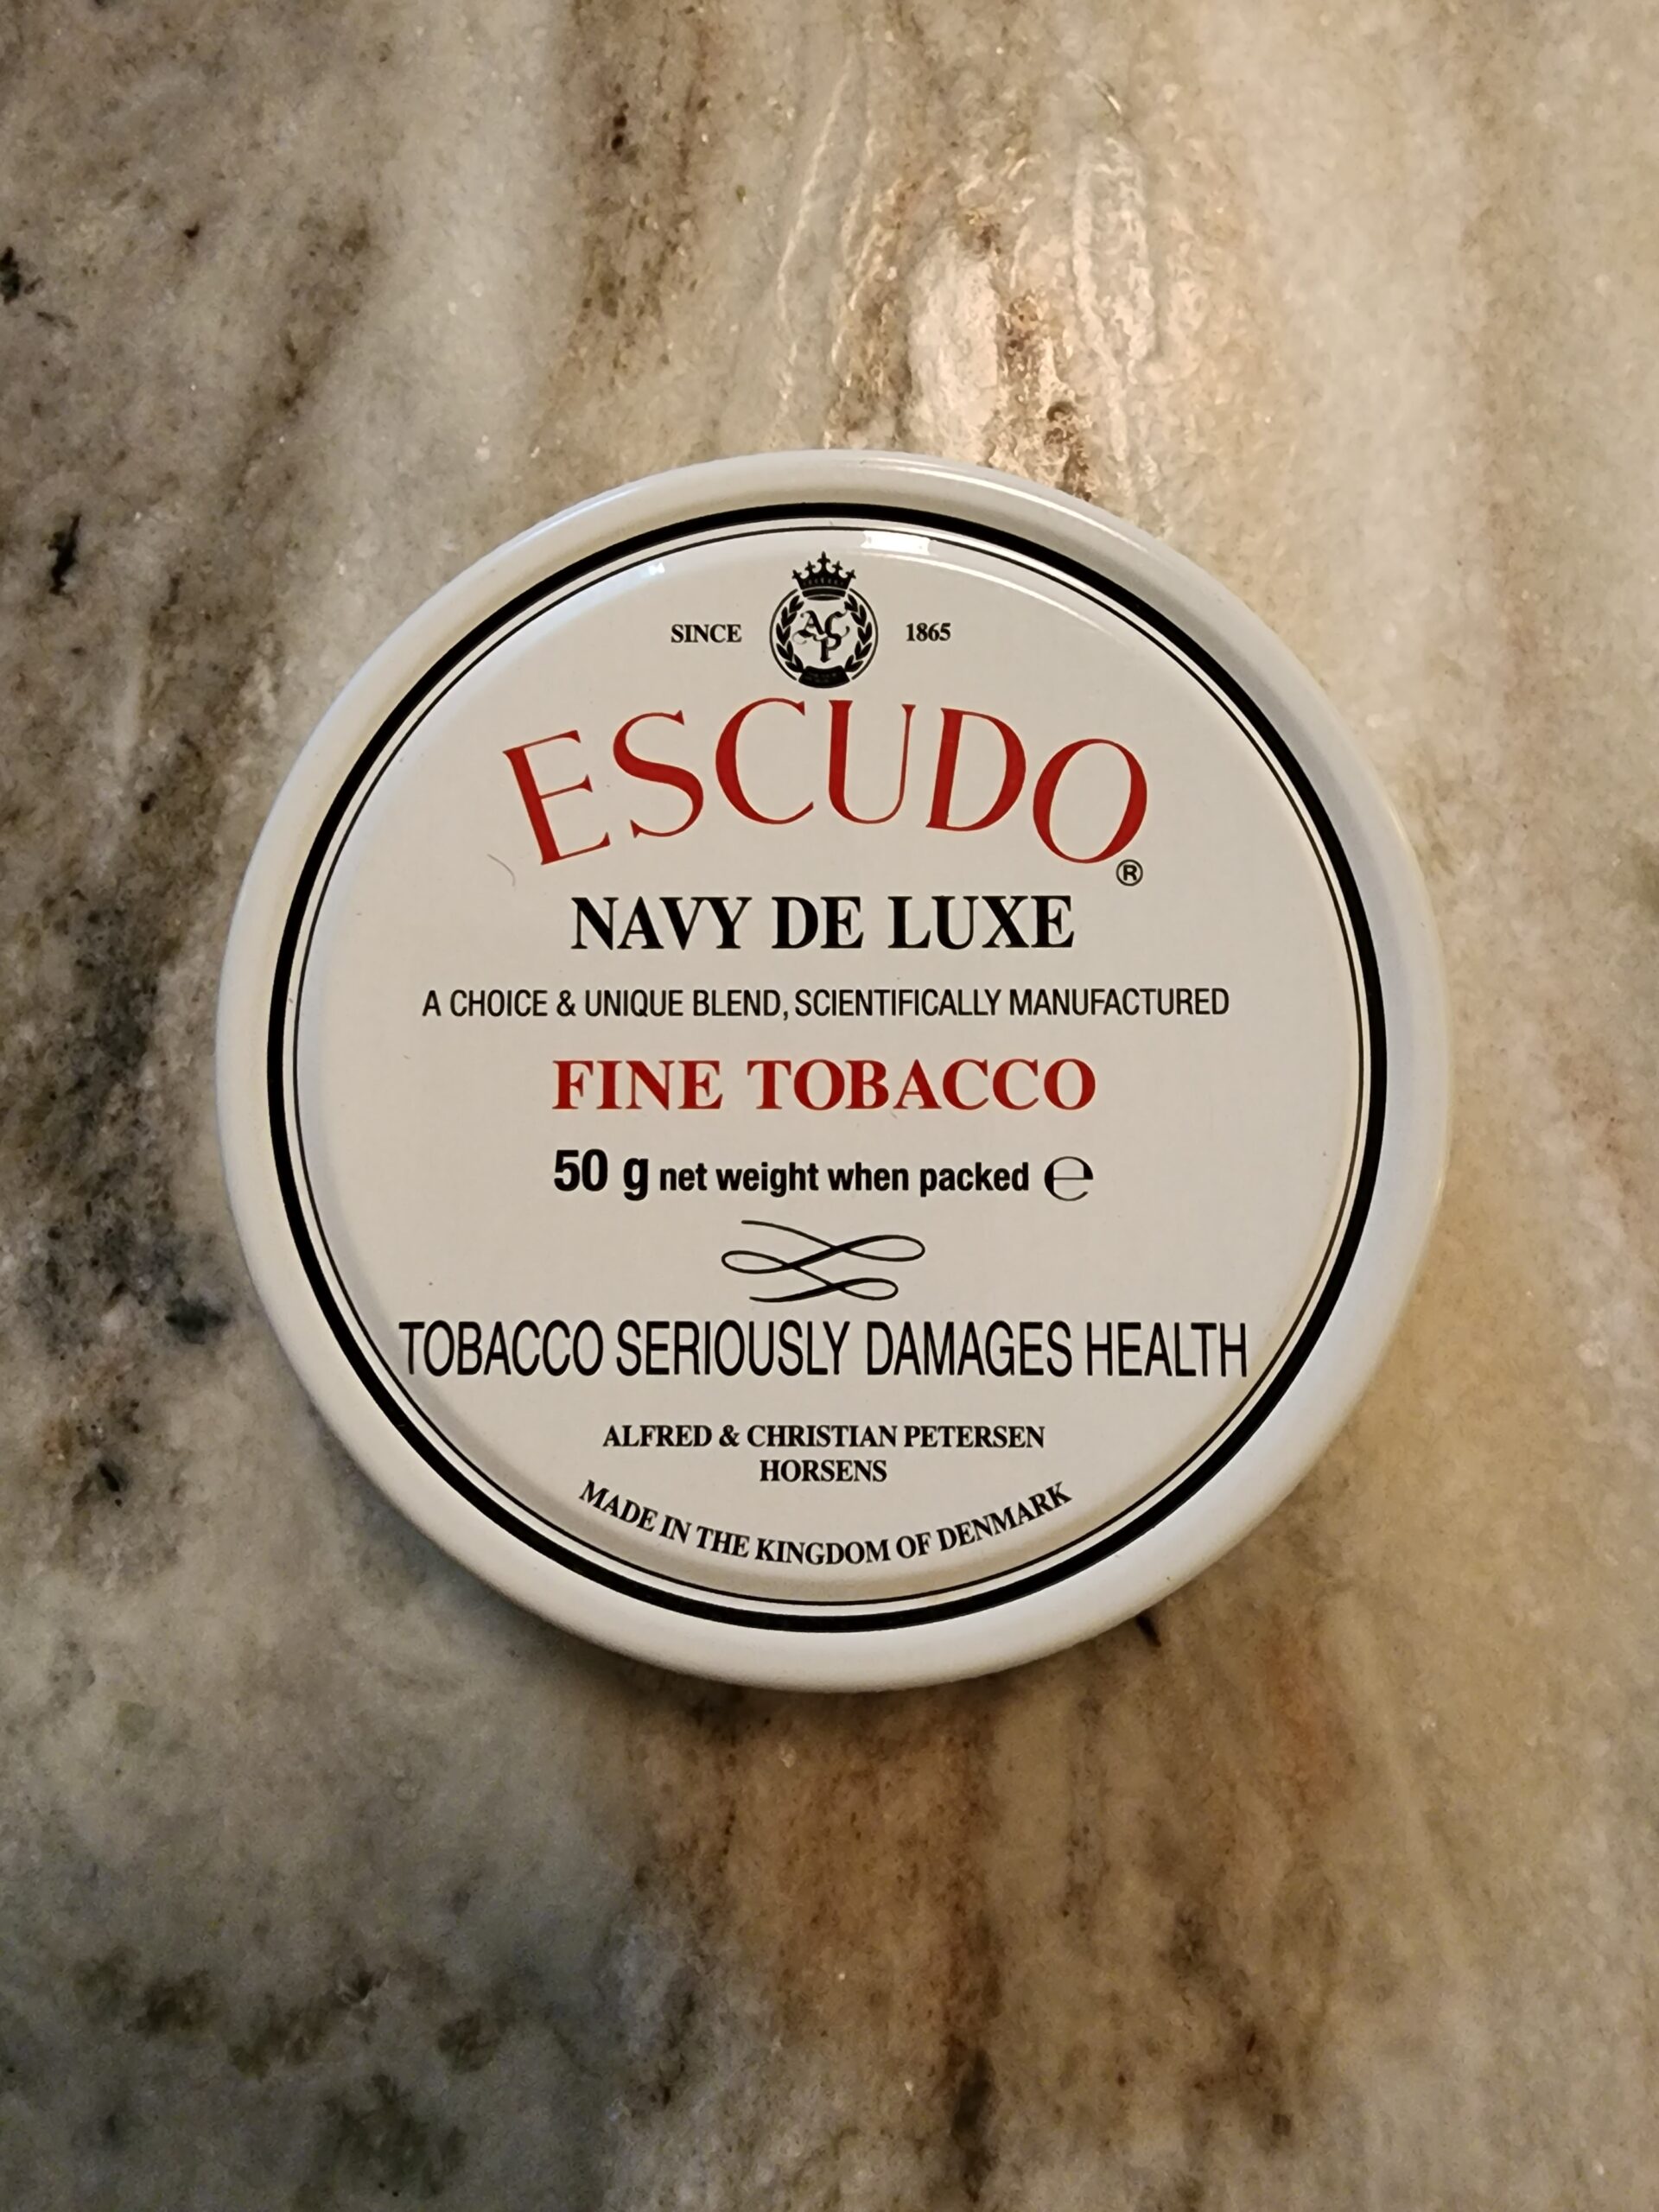 SINCE ACP 1865
ESCUDO®
NAVY DE LUXE
A CHOICE & UNIQUE BLEND, SCIENTIFICALLY MANUFACTURED
FINE TOBACCO
50 g net weight when packed ℮
TOBACCO SERIOUSLY DAMAGES HEALTH
ALFRED & CHRISTIAN PETERSEN
HORSENS
MADE IN THE KINGDOM OF DENMARK